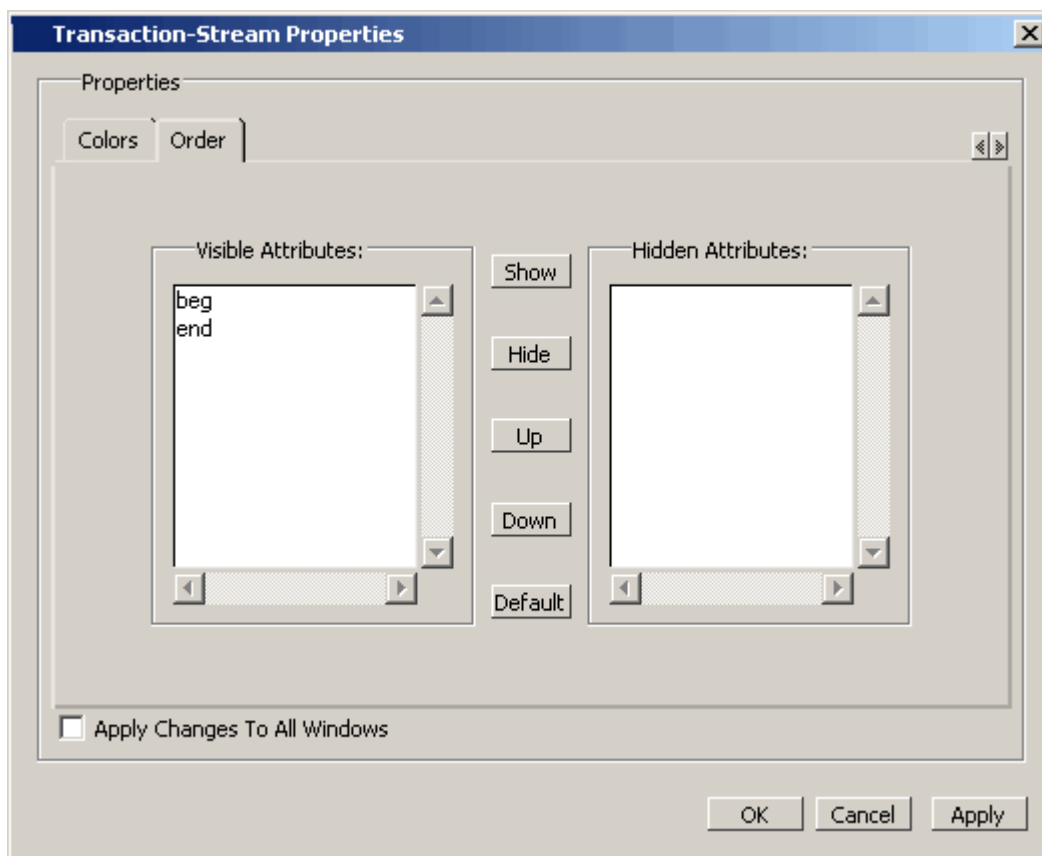 Transaction-Stream Properties
Properties
Colors
Order
Visible Attributes:
beg
end
Show
Hide
Up
Down
Default
Hidden Attributes:
Apply Changes To All Windows
OK
Cancel
Apply